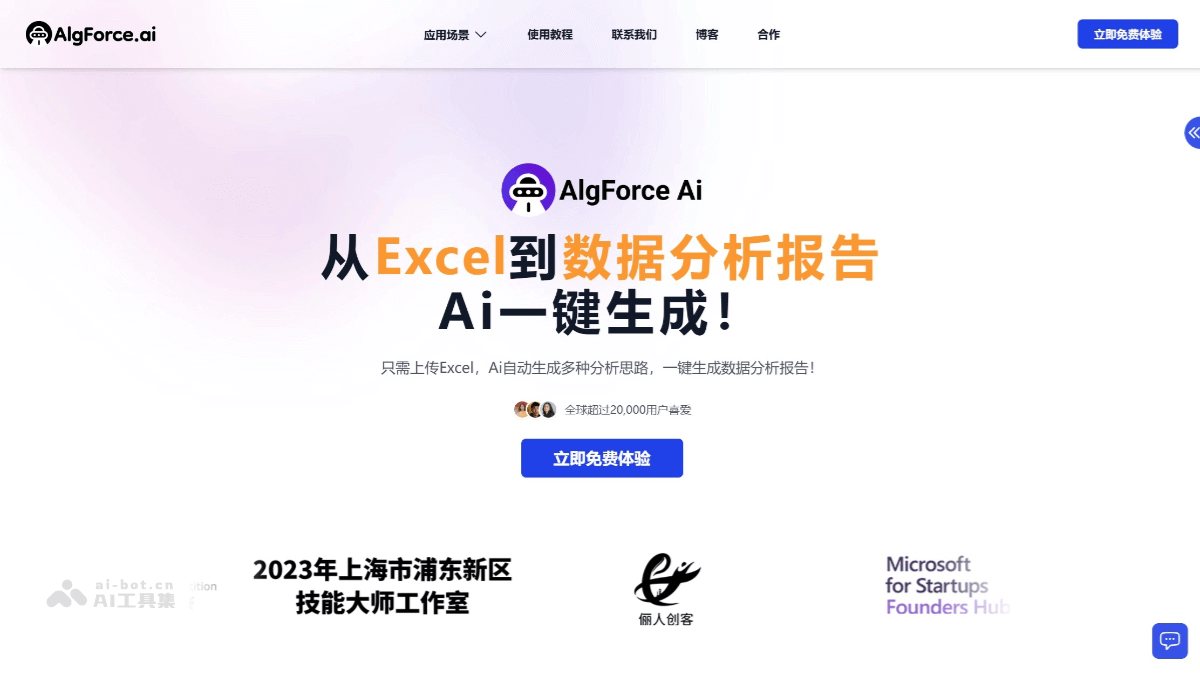 AlgForce.ai
应用场景
使用教程
联系我们
博客
合作
立即免费体验
AlgForce Ai
从Excel到数据分析报告
Ai一键生成！
只需上传Excel，Ai自动生成多种分析思路，一键生成数据分析报告！
全球超过20,000用户喜爱
立即免费体验
ai-bot.cn
AI工具集
2023年上海市浦东新区
技能大师工作室
俪人创客
Microsoft
for Startups
Founders Hub